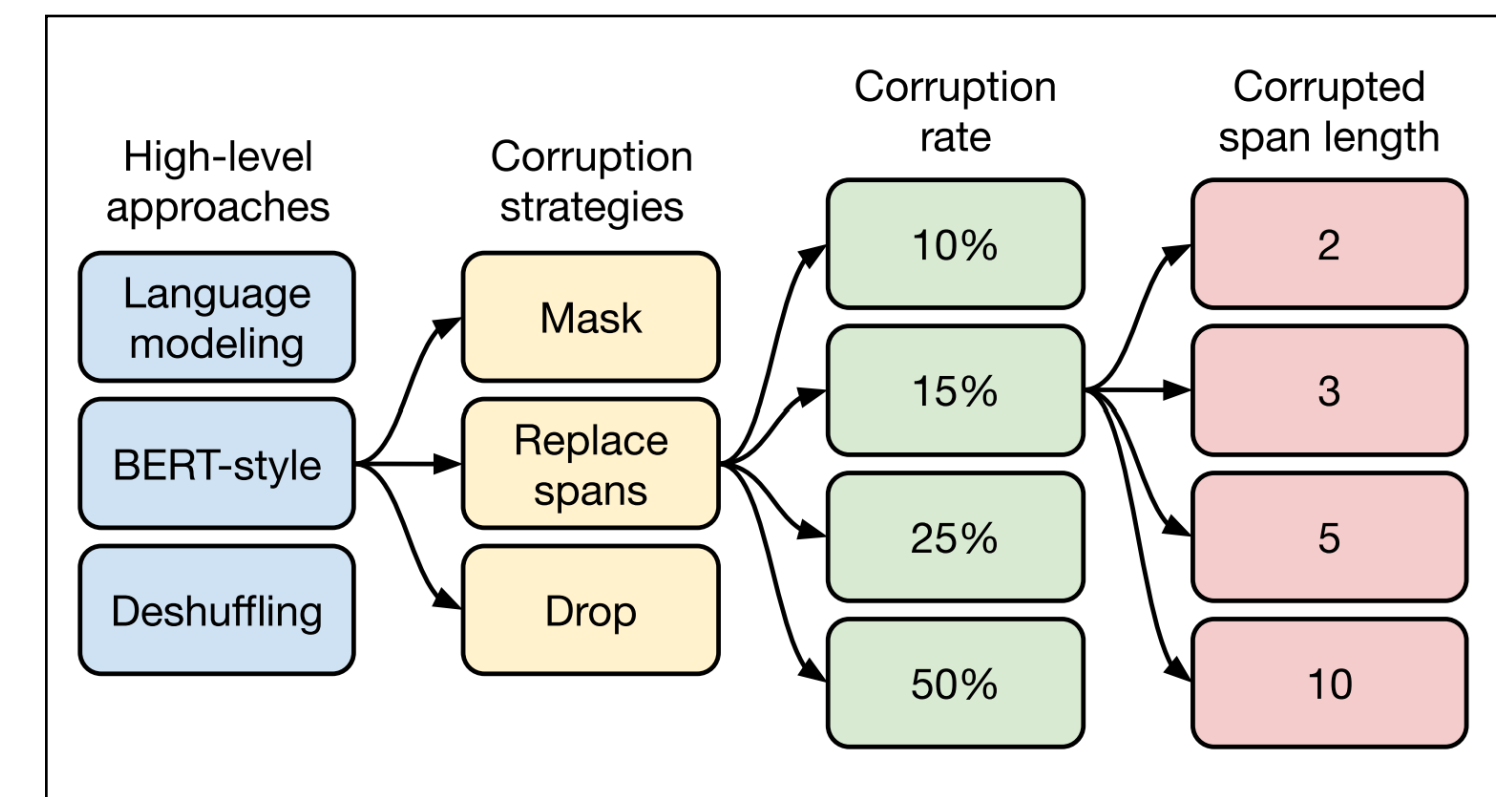 High-level
approaches
Language
modeling
BERT-style
Deshuffling
Corruption
strategies
Mask
Replace
spans
Drop
Corruption
rate
10%
15%
25%
50%
Corrupted
span length
2
3
5
10